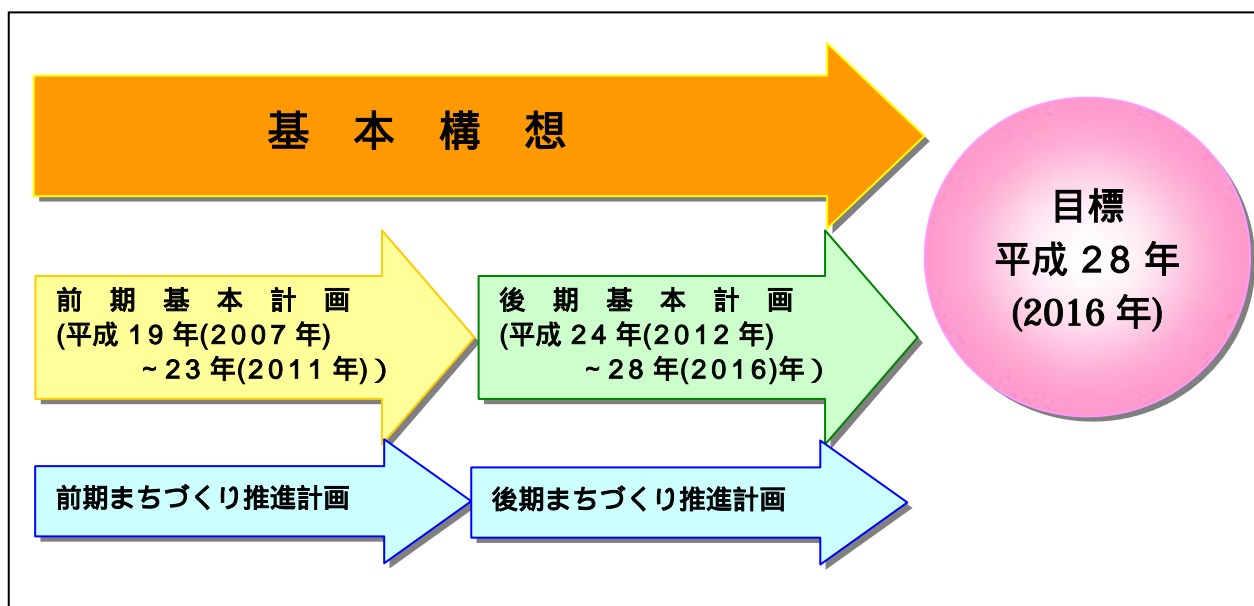 基　本　構　想
目標
平成 28 年
(2016 年)
前　期　基　本　計　画
(平成 19 年(2007 年)
～23 年(2011 年)）
後　期　基　本　計　画
(平成 24 年(2012 年)
～28 年(2016)年）
前期まちづくり推進計画
後期まちづくり推進計画